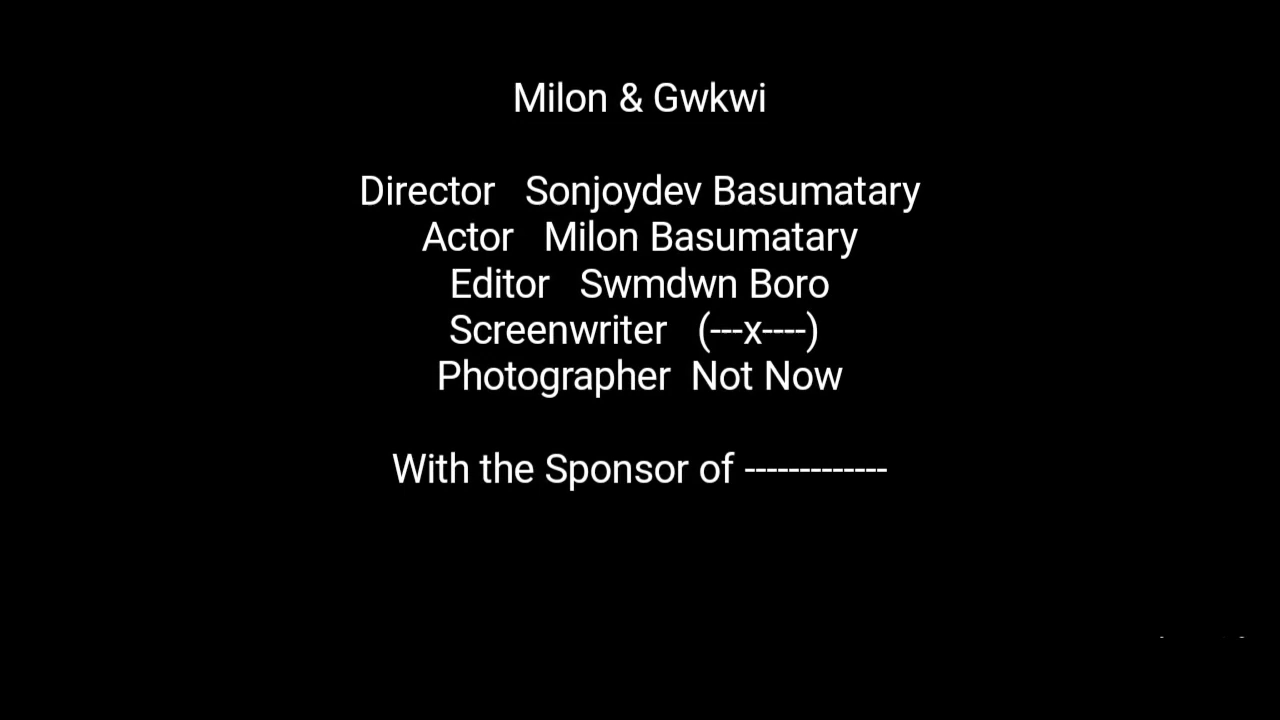 Milon & Gwkwi
Director Sonjoydev Basumatary
Actor Milon Basumatary
Editor Swmdwn Boro
Screenwriter (---x----)
Photographer Not Now
With the Sponsor of -------------